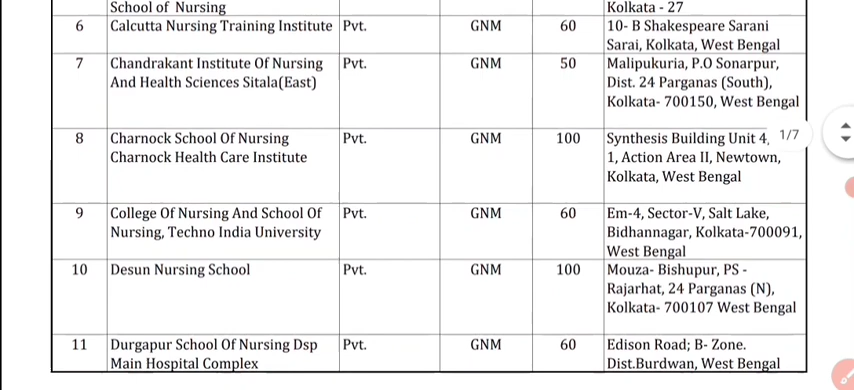 School of Nursing
Kolkata - 27
6 Calcutta Nursing Training Institute Pvt. GNM 60 10- B Shakespeare Sarani
Sarai, Kolkata, West Bengal
7 Chandrakant Institute Of Nursing Pvt. GNM 50 Malipukuria, P.O Sonarpur,
And Health Sciences Sitala(East) Dist. 24 Parganas (South),
Kolkata- 700150, West Bengal
8 Charnock School Of Nursing Pvt. GNM 100 Synthesis Building Unit 4,
1/7
Charnock Health Care Institute 1, Action Area II, Newtown,
Kolkata, West Bengal
9 College Of Nursing And School Of Pvt. GNM 60 Em-4, Sector-V, Salt Lake,
Nursing, Techno India University Bidhannagar, Kolkata-700091,
West Bengal
10 Desun Nursing School Pvt. GNM 100 Mouza- Bishupur, PS -
Rajarhat, 24 Parganas (N),
Kolkata- 700107 West Bengal
11 Durgapur School Of Nursing Dsp Pvt. GNM 60 Edison Road; B- Zone.
Main Hospital Complex Dist.Burdwan, West Bengal